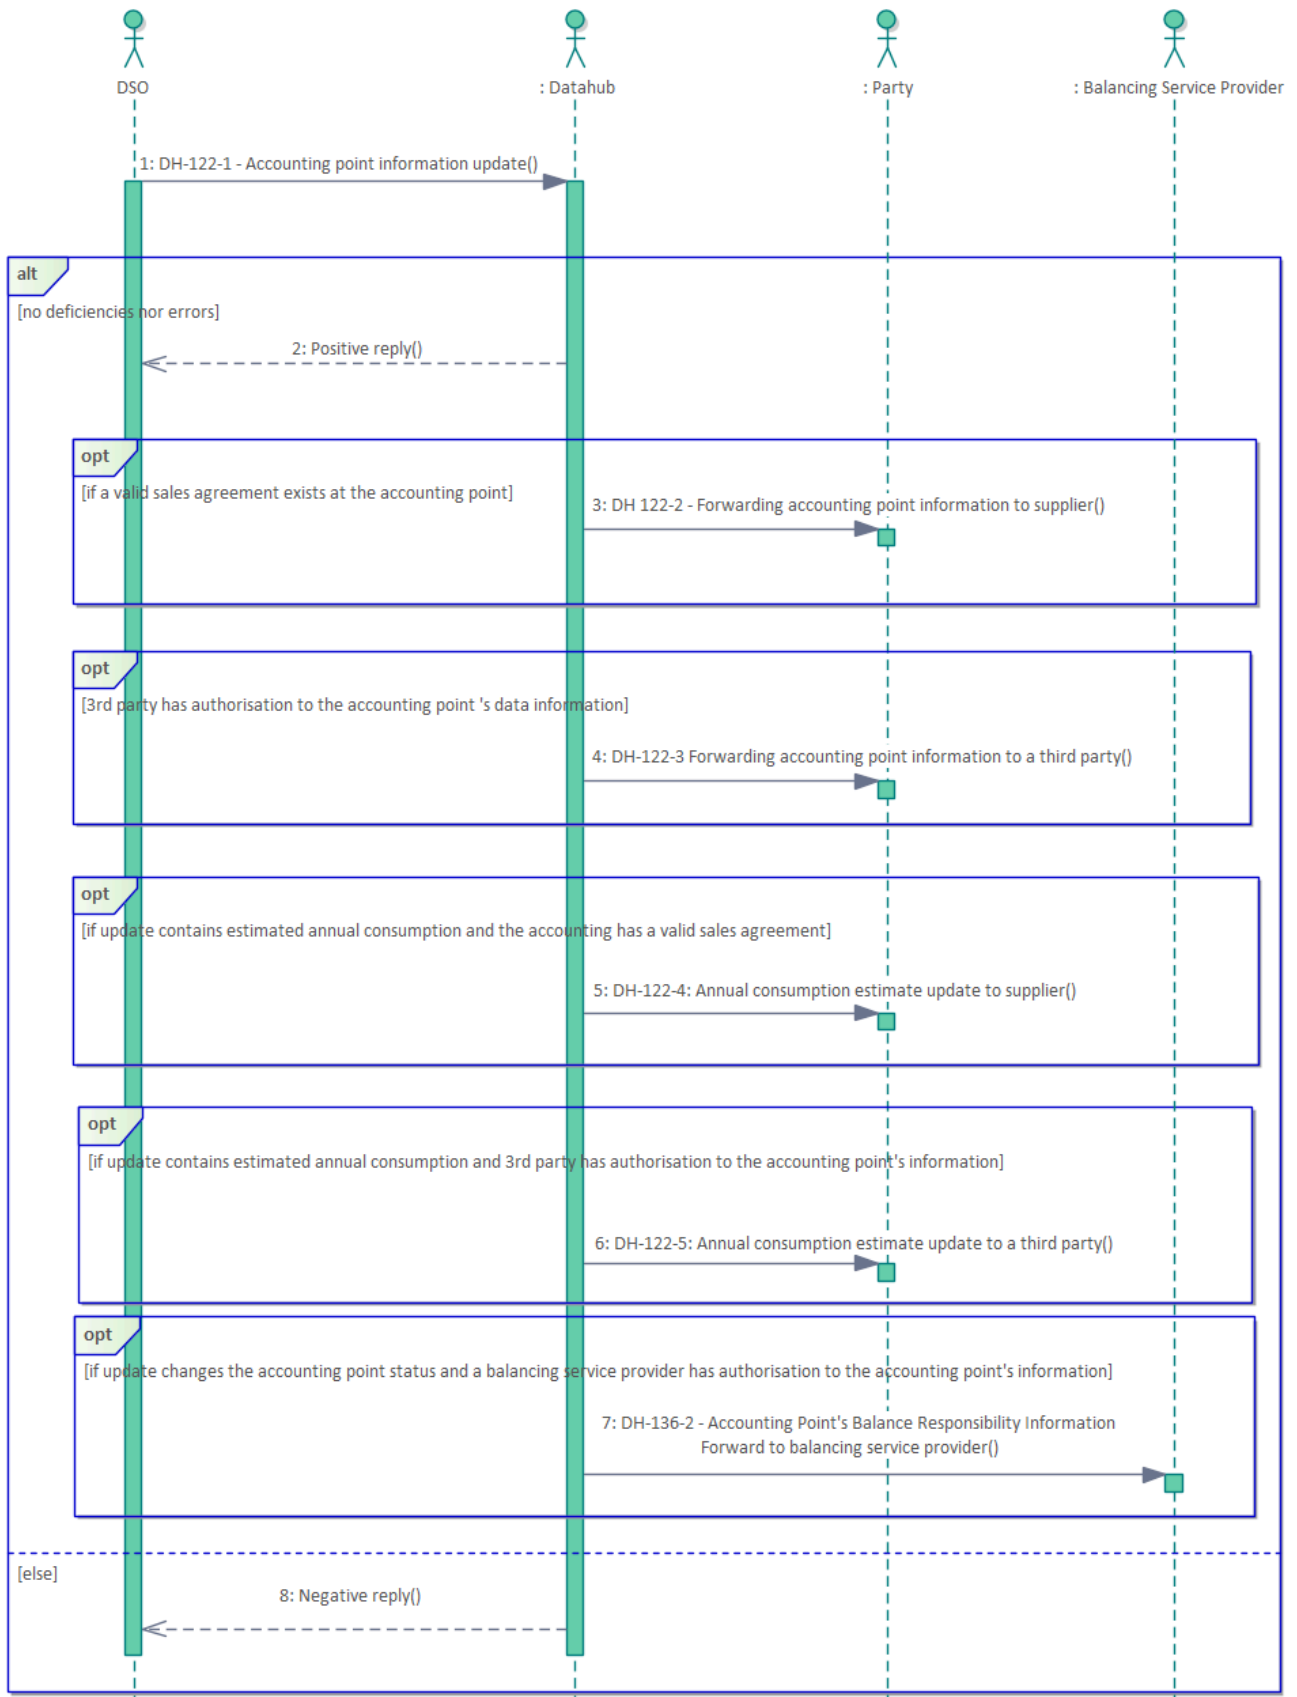 DSO
: Datahub
: Party
: Balancing Service Provider
1: DH-122-1 - Accounting point information update()
alt
[no deficiencies nor errors]
2: Positive reply()
opt
[if a valid sales agreement exists at the accounting point]
3: DH 122-2 - Forwarding accounting point information to supplier()
opt
[3rd party has authorisation to the accounting point 's data information]
4: DH-122-3 Forwarding accounting point information to a third party()
opt
[if update contains estimated annual consumption and the accounting has a valid sales agreement]
5: DH-122-4: Annual consumption estimate update to supplier()
opt
[if update contains estimated annual consumption and 3rd party has authorisation to the accounting point's information]
6: DH-122-5: Annual consumption estimate update to a third party()
opt
[if update changes the accounting point status and a balancing service provider has authorisation to the accounting point's information]
7: DH-136-2 - Accounting Point's Balance Responsibility Information
Forward to balancing service provider()
[else]
8: Negative reply()